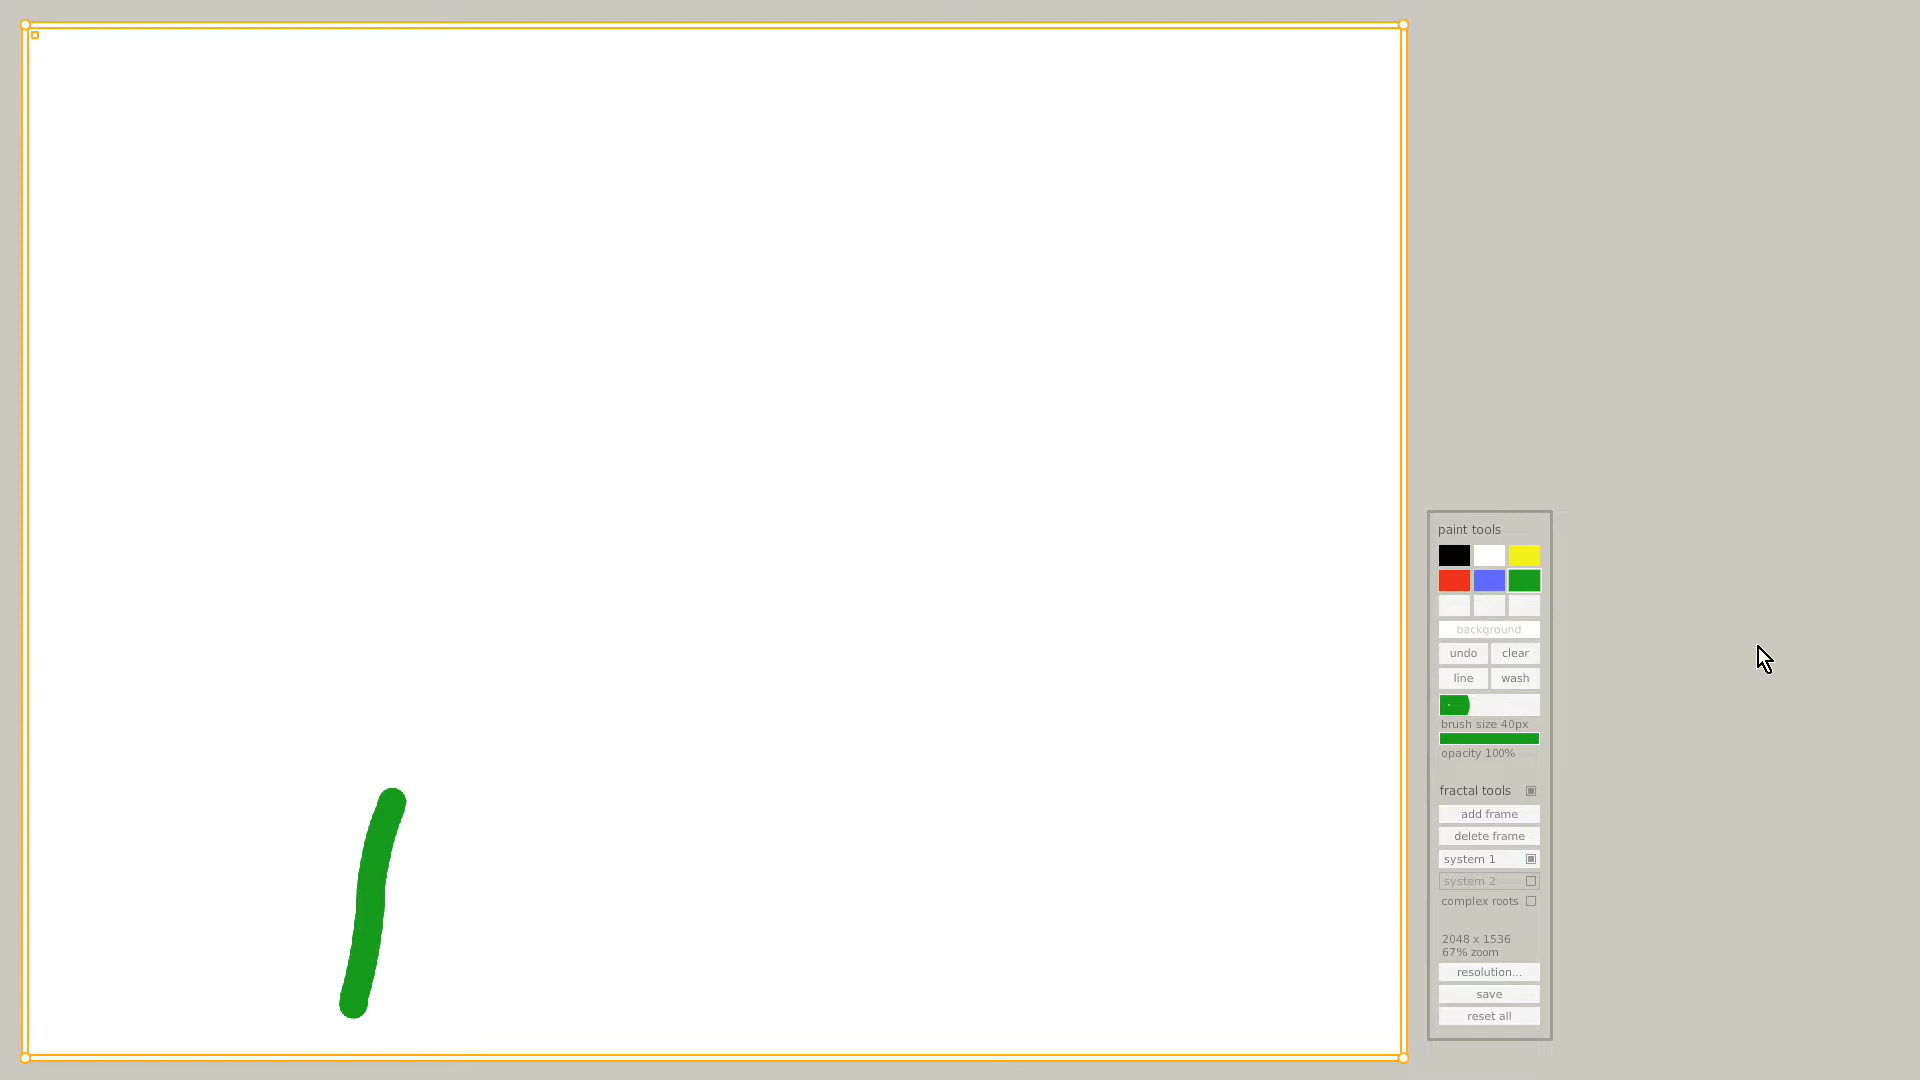 paint tools
background
undo clear
line wash
brush size 40px
opacity 100%
fractal tools
add frame
delete frame
system 1
system 2
complex roots
2048 x 1536
67% zoom
resolution...
save
reset all